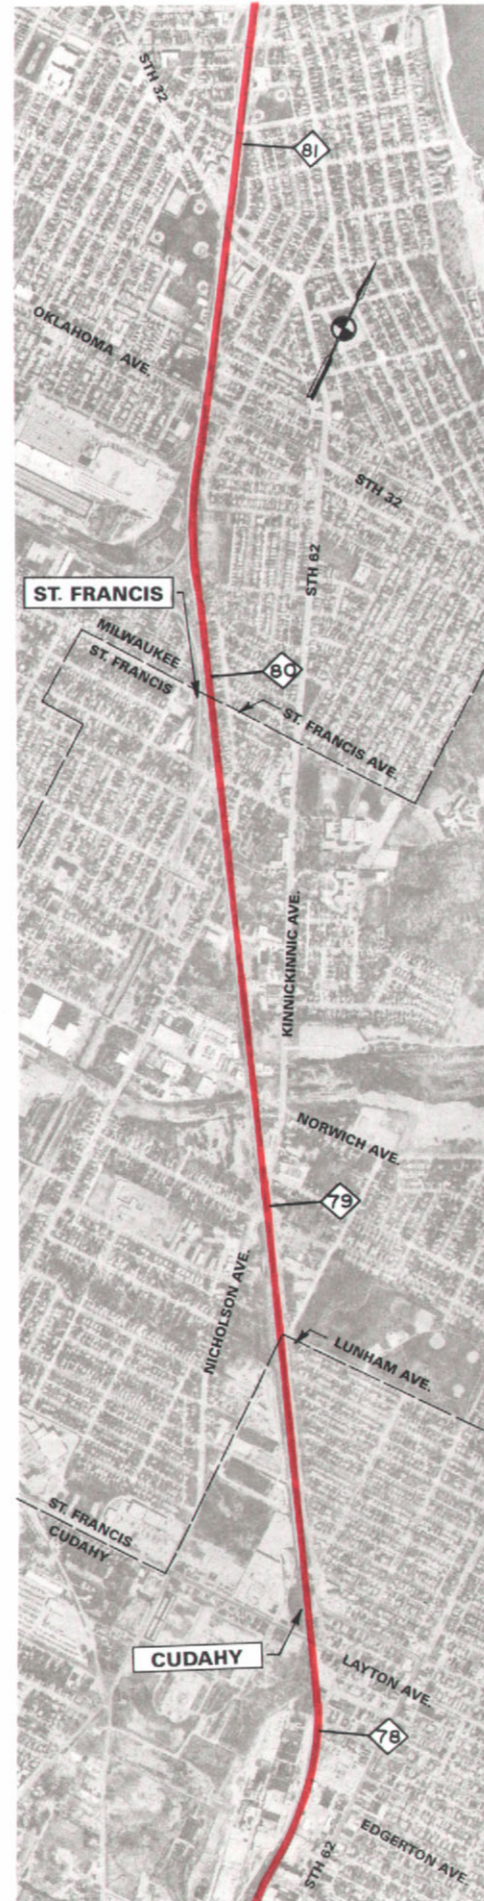 STH 32
81
OKLAHOMA AVE.
STH 32
STH 62
ST. FRANCIS
MILWAUKEE
ST. FRANCIS
80
ST. FRANCIS AVE.
KINNICKINNIC AVE.
NORWICH AVE.
79
NICHOLSON AVE.
LUNHAM AVE.
ST. FRANCIS
CUDAHY
CUDAHY
LAYTON AVE.
78
EDGERTON AVE.
STH 62